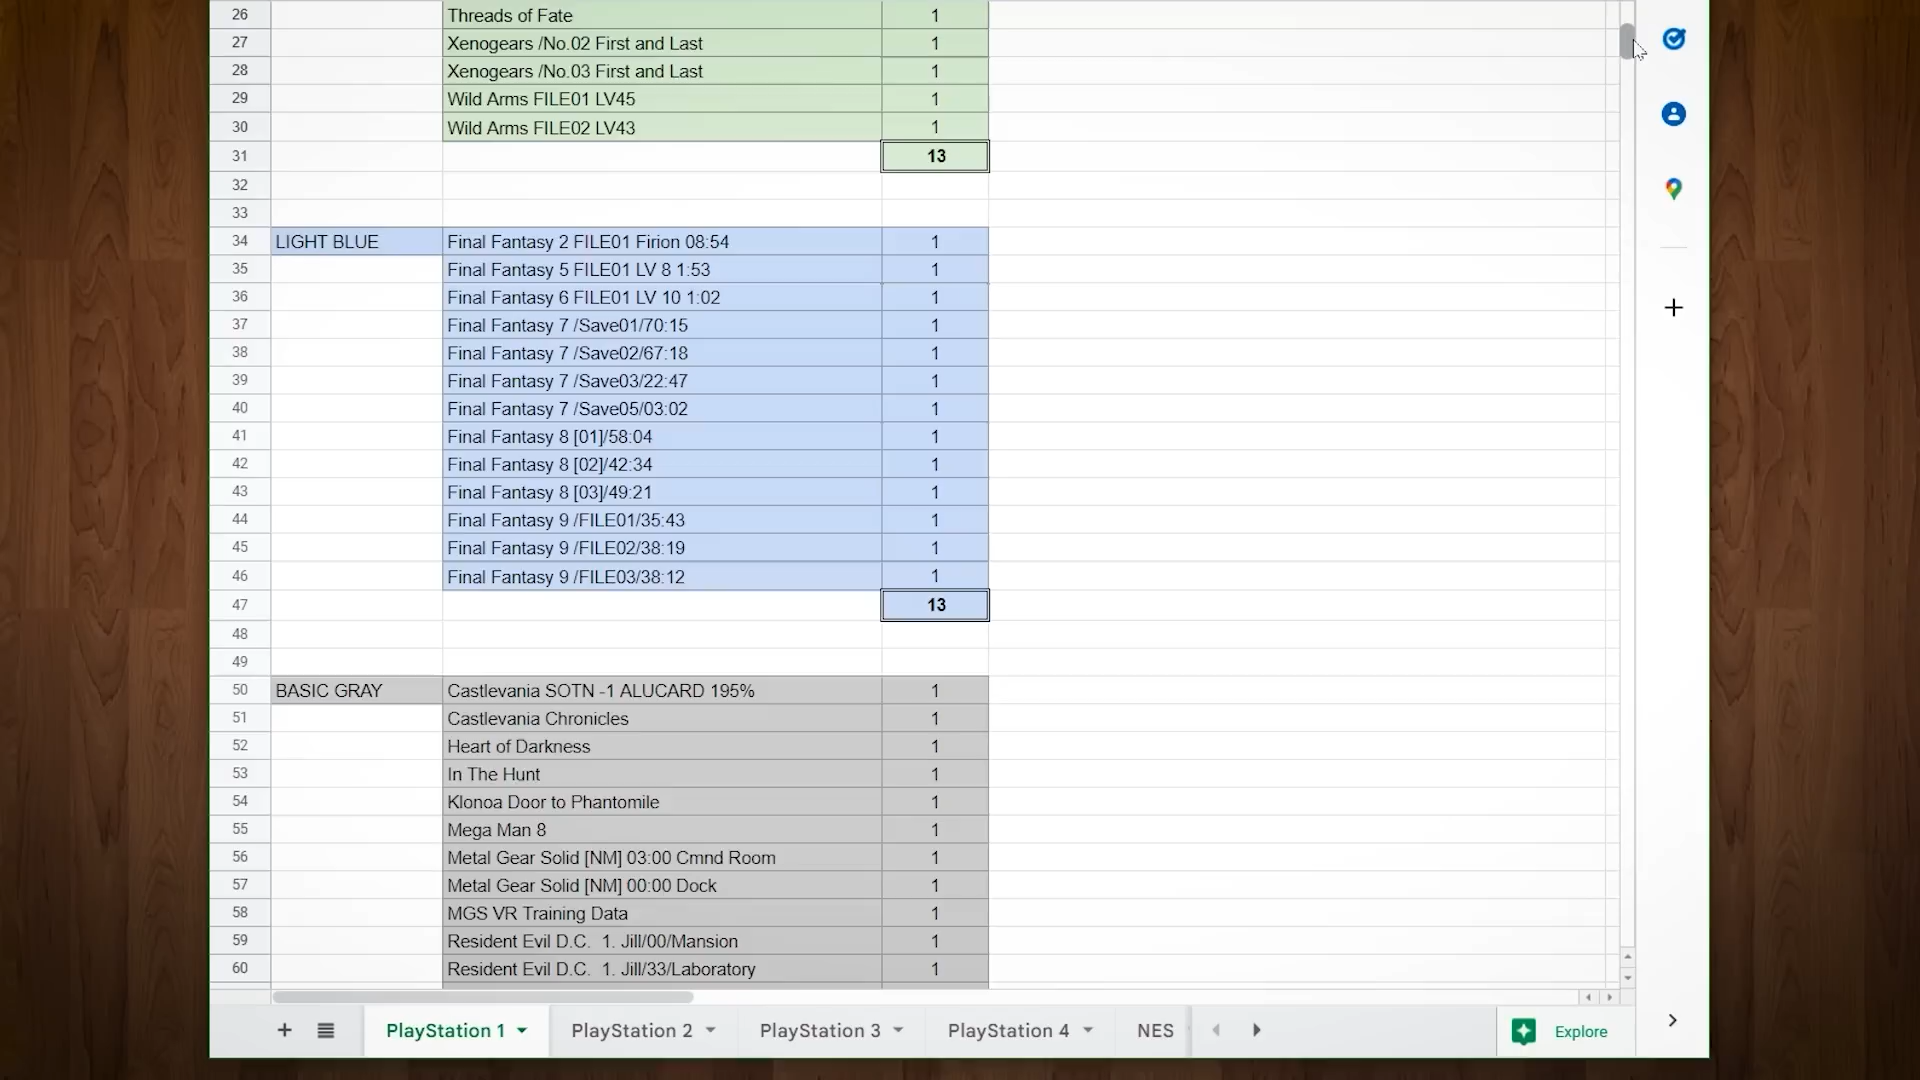 26 Threads of Fate 1
27 Xenogears /No.02 First and Last 1
28 Xenogears /No.03 First and Last 1
29 Wild Arms FILE01 LV45 1
30 Wild Arms FILE02 LV43 1
31 13
32
33
34 LIGHT BLUE Final Fantasy 2 FILE01 Firion 08:54 1
35 Final Fantasy 5 FILE01 LV 8 1:53 1
36 Final Fantasy 6 FILE01 LV 10 1:02 1
37 Final Fantasy 7 /Save01/70:15 1
38 Final Fantasy 7 /Save02/67:18 1
39 Final Fantasy 7 /Save03/22:47 1
40 Final Fantasy 7 /Save05/03:02 1
41 Final Fantasy 8 [01]/58:04 1
42 Final Fantasy 8 [02]/42:34 1
43 Final Fantasy 8 [03]/49:21 1
44 Final Fantasy 9 /FILE01/35:43 1
45 Final Fantasy 9 /FILE02/38:19 1
46 Final Fantasy 9 /FILE03/38:12 1
47 13
48
49
50 BASIC GRAY Castlevania SOTN -1 ALUCARD 195% 1
51 Castlevania Chronicles 1
52 Heart of Darkness 1
53 In The Hunt 1
54 Klonoa Door to Phantomile 1
55 Mega Man 8 1
56 Metal Gear Solid [NM] 03:00 Cmnd Room 1
57 Metal Gear Solid [NM] 00:00 Dock 1
58 MGS VR Training Data 1
59 Resident Evil D.C. 1. Jill/00/Mansion 1
60 Resident Evil D.C. 1. Jill/33/Laboratory 1
PlayStation 1 PlayStation 2 PlayStation 3 PlayStation 4 NES Explore